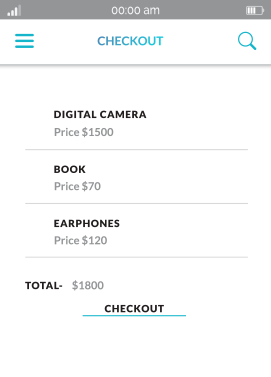 00:00 am
CHECKOUT
DIGITAL CAMERA
Price $1500
BOOK
Price $70
EARPHONES
Price $120
TOTAL- $1800
CHECKOUT